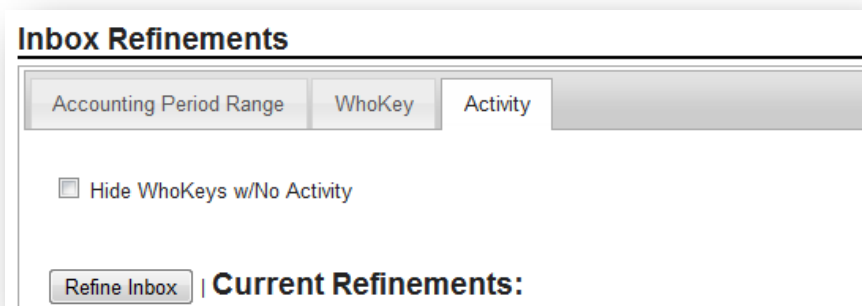 Inbox Refinements
Accounting Period Range WhoKey Activity
Hide WhoKeys w/No Activity
Refine Inbox | Current Refinements: